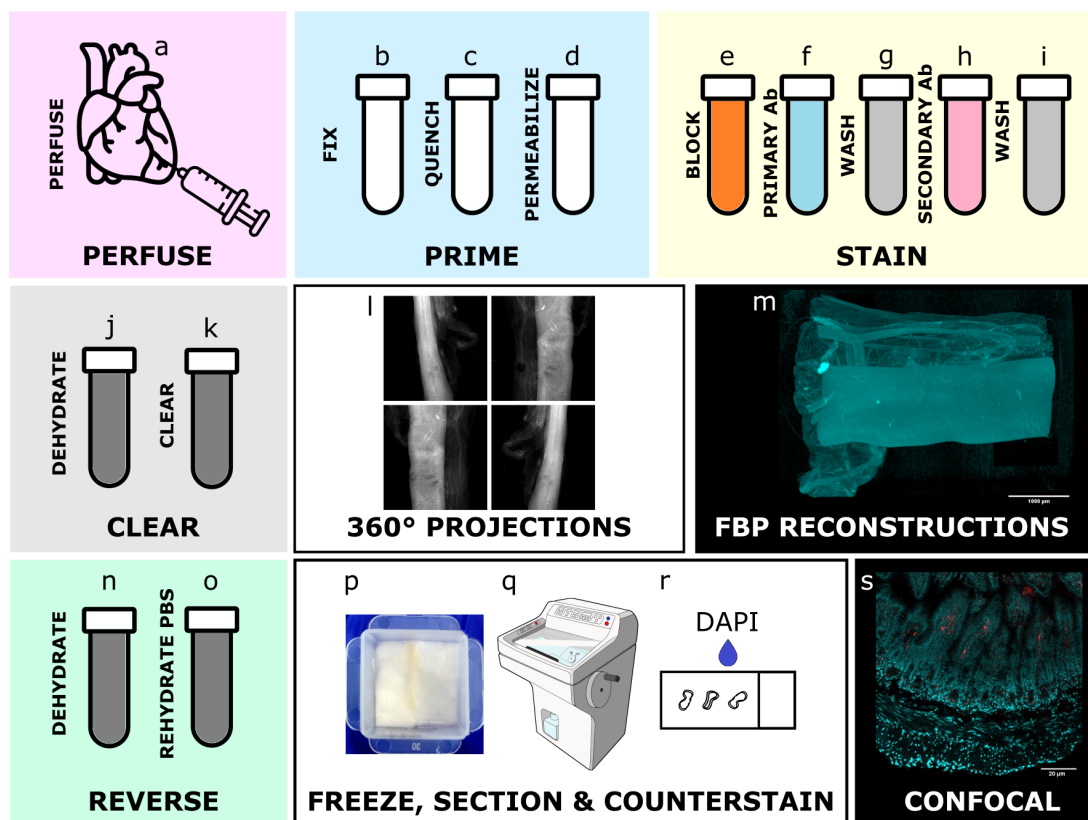 a
PERFUSE
PERFUSE
b
c
d
FIX
QUENCH
PERMEABILIZE
PRIME
e
f
g
h
i
BLOCK
PRIMARY Ab
WASH
SECONDARY Ab
WASH
STAIN
j
k
DEHYDRATE
CLEAR
CLEAR
l
360° PROJECTIONS
m
1000 µm
FBP RECONSTRUCTIONS
n
o
DEHYDRATE
REHYDRATE PBS
REVERSE
p
q
r
30
DAPI
FREEZE, SECTION & COUNTERSTAIN
s
20 µm
CONFOCAL